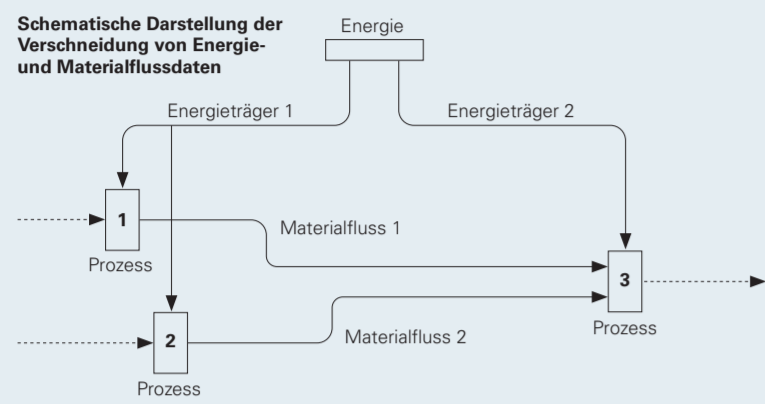 Schematische Darstellung der
Verschneidung von Energie-
und Materialflussdaten
Energie
Energieträger 1
Energieträger 2
1
Prozess
Materialfluss 1
3
Prozess
2
Prozess
Materialfluss 2